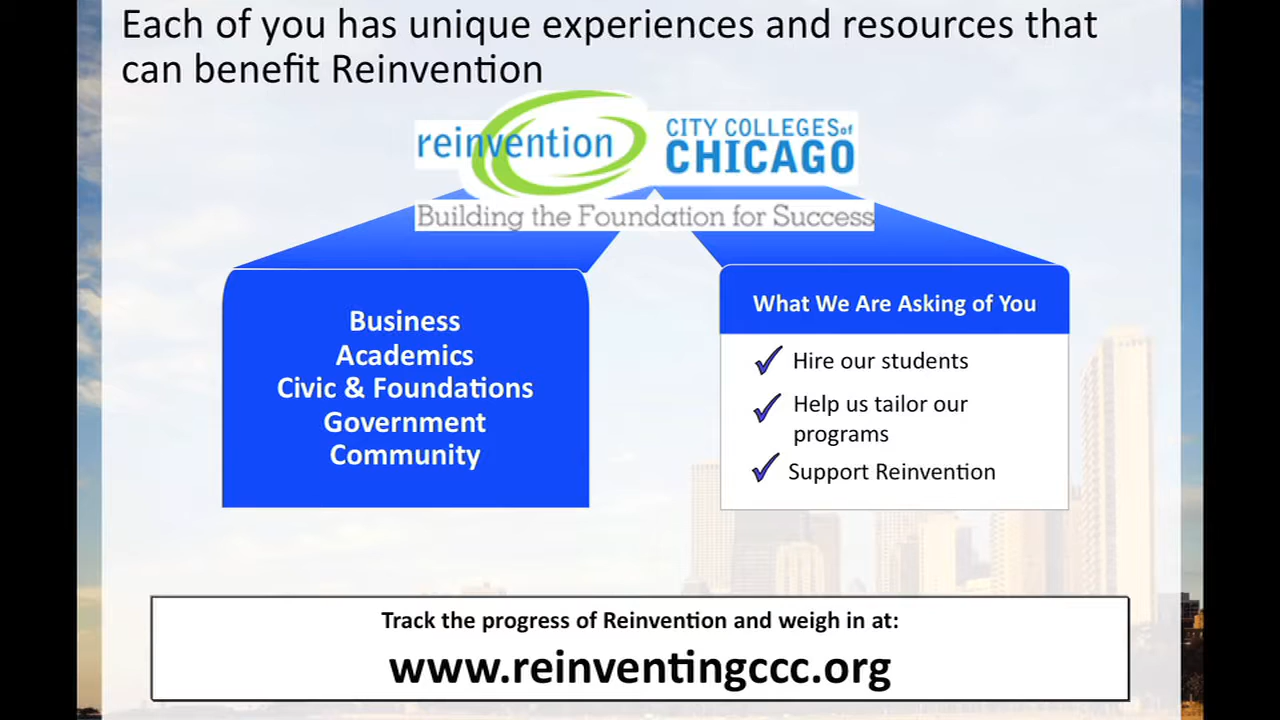 Each of you has unique experiences and resources that
can benefit Reinvention
reinvention
CITY COLLEGES of
CHICAGO
Building the Foundation for Success
Business
Academics
Civic & Foundations
Government
Community
What We Are Asking of You
Hire our students
Help us tailor our
programs
Support Reinvention
Track the progress of Reinvention and weigh in at:
www.reinventingccc.org